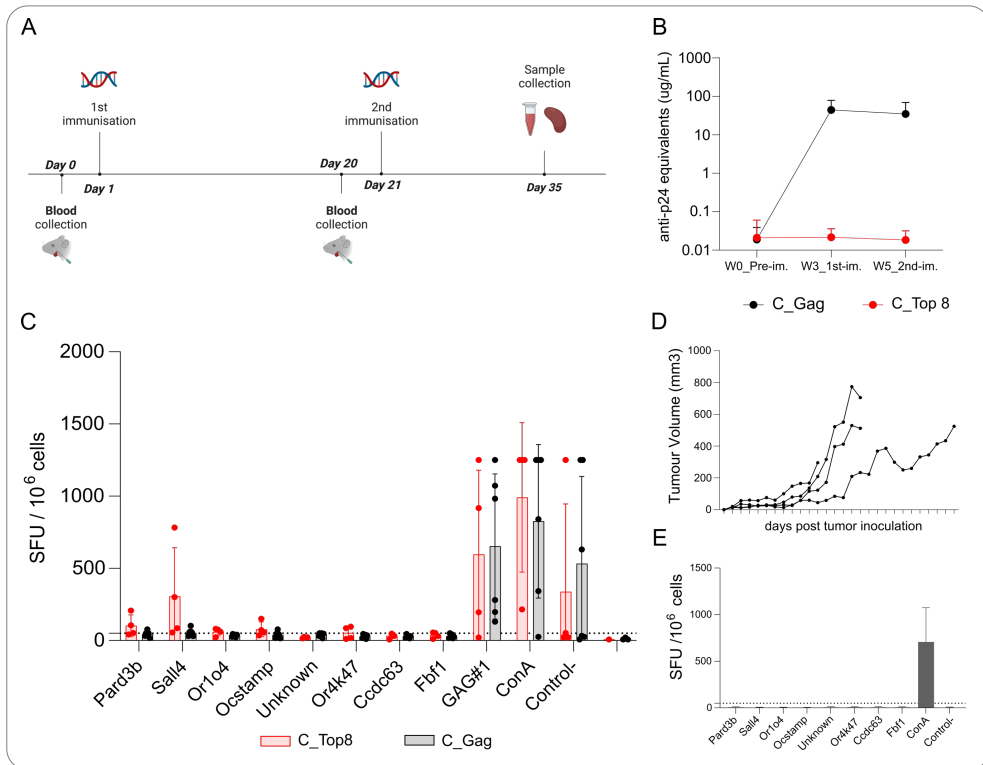 A
1st
immunisation
2nd
immunisation
Sample
collection
Day 0
Day 1
Day 20
Day 21
Day 35
Blood
collection
Blood
collection
B
anti-p24 equivalents (ug/mL)
100
10
1
0.1
0.01
W0_Pre-im.
W3_1st-im.
W5_2nd-im.
C_Gag
C_Top 8
C
SFU / 10⁶ cells
2000
1500
1000
500
0
Pard3b
Sall4
Or1o4
Ocstamp
Unknown
Or4k47
Ccdc63
Fbf1
GAG#1
ConA
Control-
C_Top8
C_Gag
D
Tumour Volume (mm3)
1000
800
600
400
200
0
days post tumor inoculation
E
SFU /10⁶ cells
1500
1000
500
0
Pard3b
Sall4
Or1o4
Ocstamp
Unknown
Or4k47
Ccdc63
Fbf1
ConA
Control-